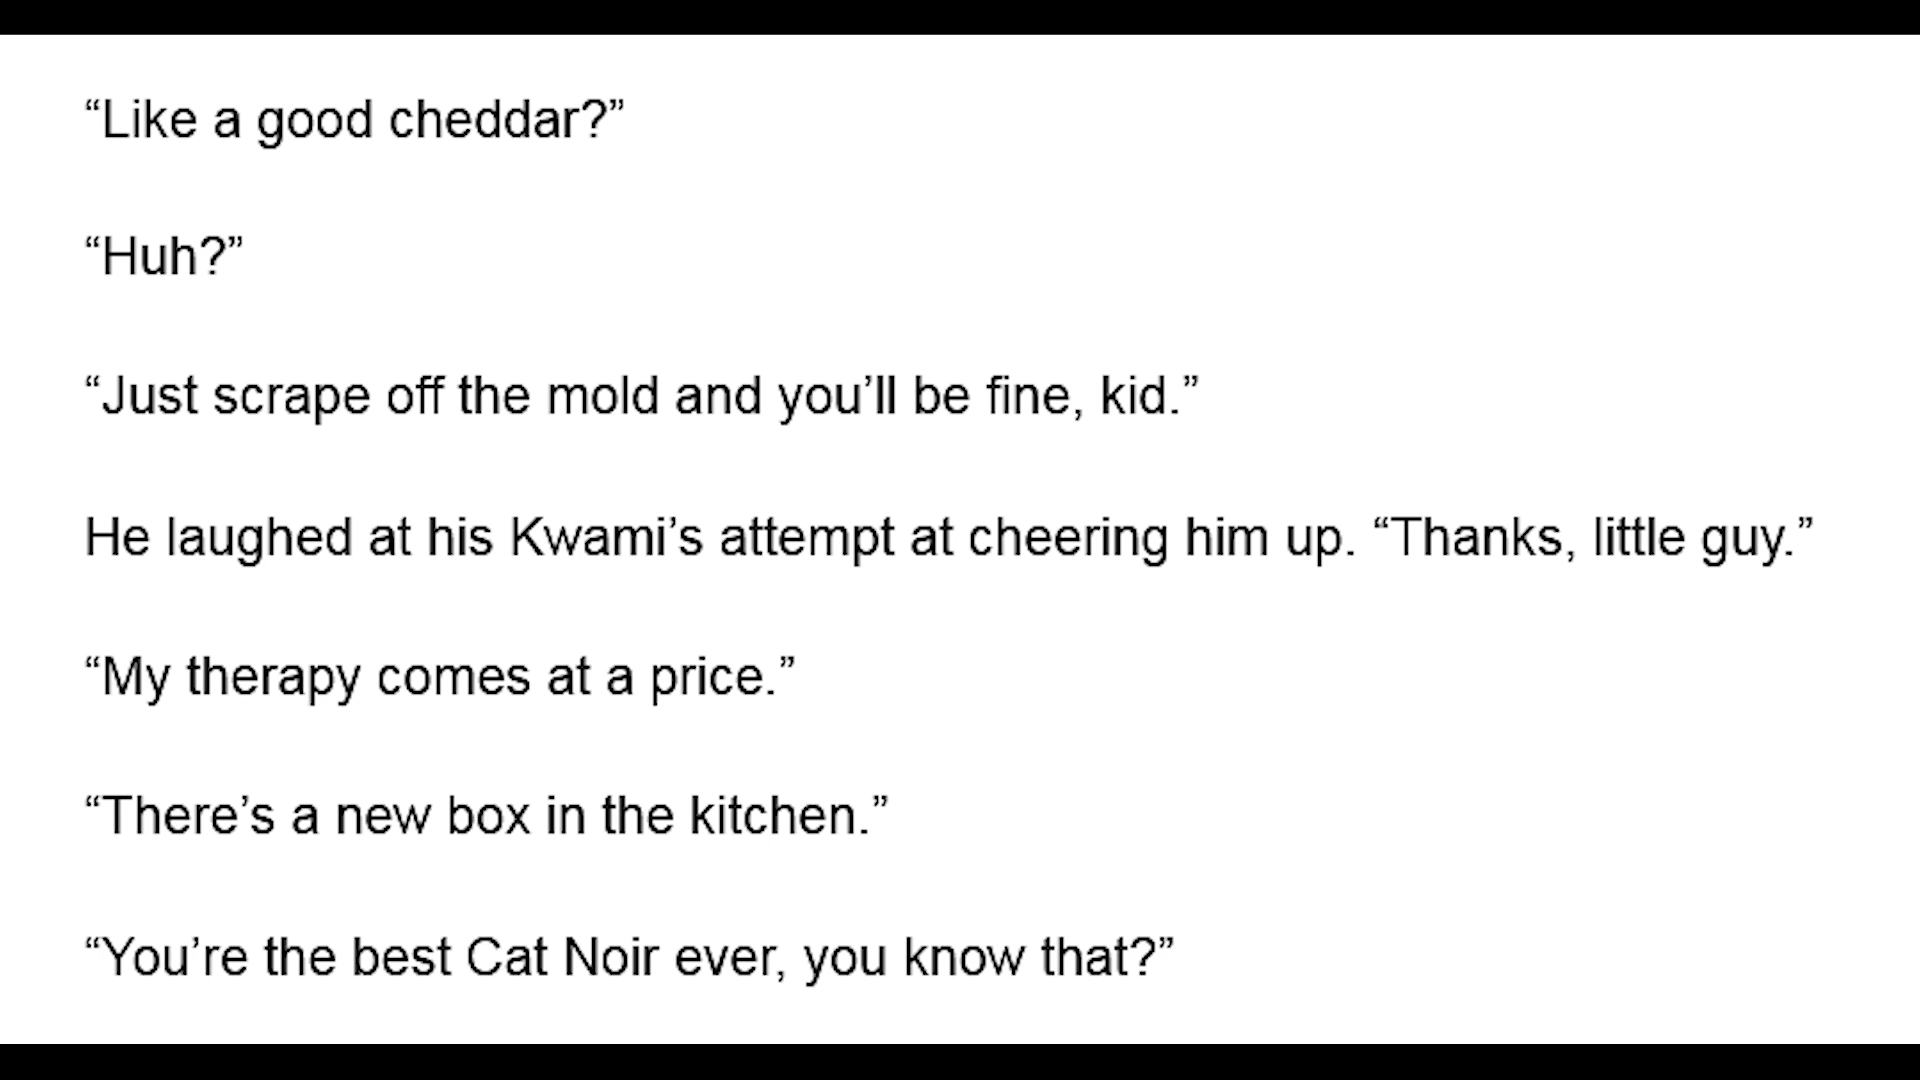 “Like a good cheddar?”
“Huh?”
“Just scrape off the mold and you’ll be fine, kid.”
He laughed at his Kwami’s attempt at cheering him up. “Thanks, little guy.”
“My therapy comes at a price.”
“There’s a new box in the kitchen.”
“You’re the best Cat Noir ever, you know that?”